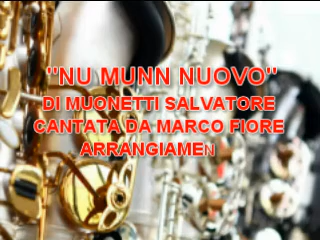 "NU MUNN NUOVO"
DI MUONETTI SALVATORE
CANTATA DA MARCO FIORE
ARRANGIAMEN